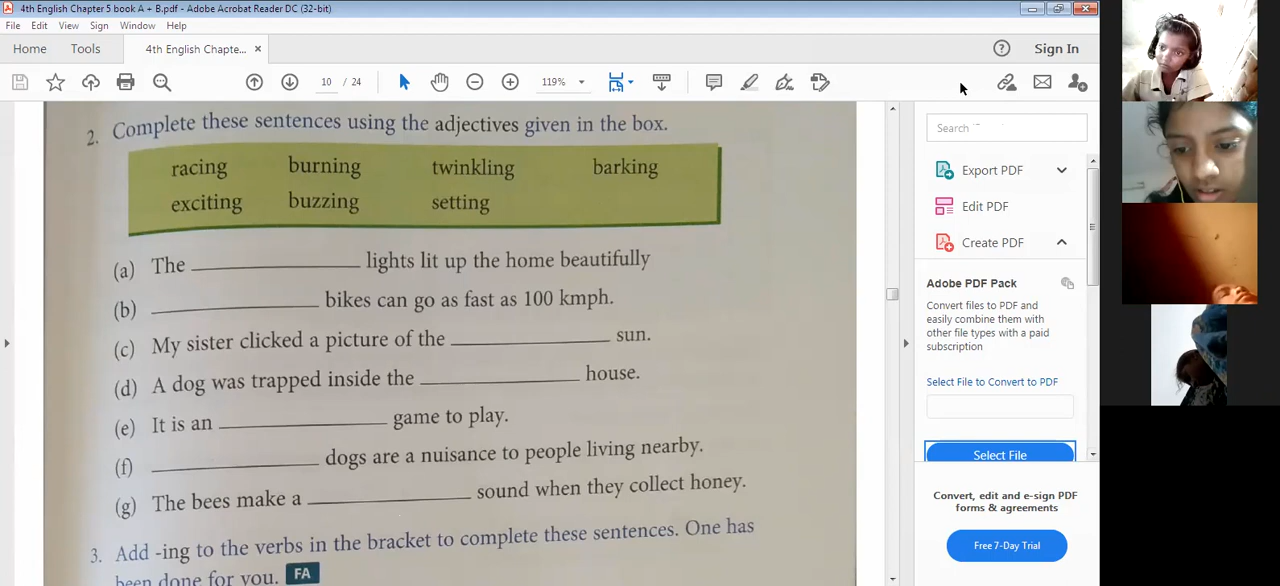 4th English Chapter 5 book A + B.pdf - Adobe Acrobat Reader DC (32-bit)
File Edit View Sign Window Help
Home Tools 4th English Chapte... × Sign In
10 / 24 119%
2. Complete these sentences using the adjectives given in the box.
racing burning twinkling barking
exciting buzzing setting
(a) The ____________ lights lit up the home beautifully
(b) ____________ bikes can go as fast as 100 kmph.
(c) My sister clicked a picture of the ____________ sun.
(d) A dog was trapped inside the ____________ house.
(e) It is an ____________ game to play.
(f) ____________ dogs are a nuisance to people living nearby.
(g) The bees make a ____________ sound when they collect honey.
3. Add -ing to the verbs in the bracket to complete these sentences. One has
been done for you. FA
Search
Export PDF
Edit PDF
Create PDF
Adobe PDF Pack
Convert files to PDF and
easily combine them with
other file types with a paid
subscription
Select File to Convert to PDF
Select File
Convert, edit and e-sign PDF
forms & agreements
Free 7-Day Trial